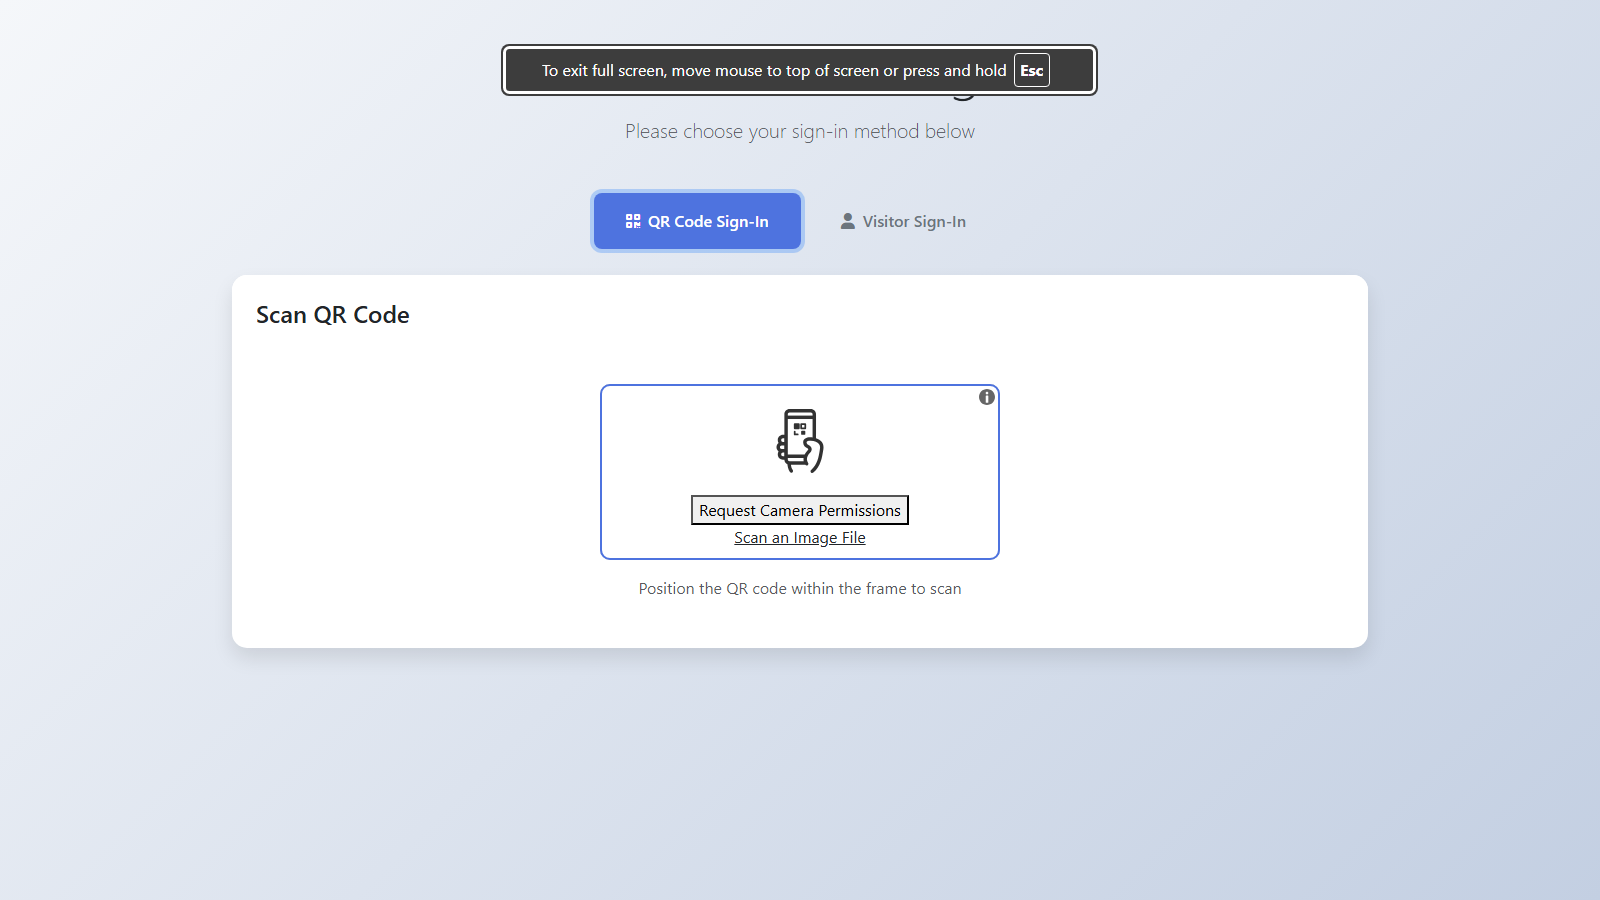 To exit full screen, move mouse to top of screen or press and hold Esc
Please choose your sign-in method below
QR Code Sign-In
Visitor Sign-In
Scan QR Code
Request Camera Permissions
Scan an Image File
Position the QR code within the frame to scan